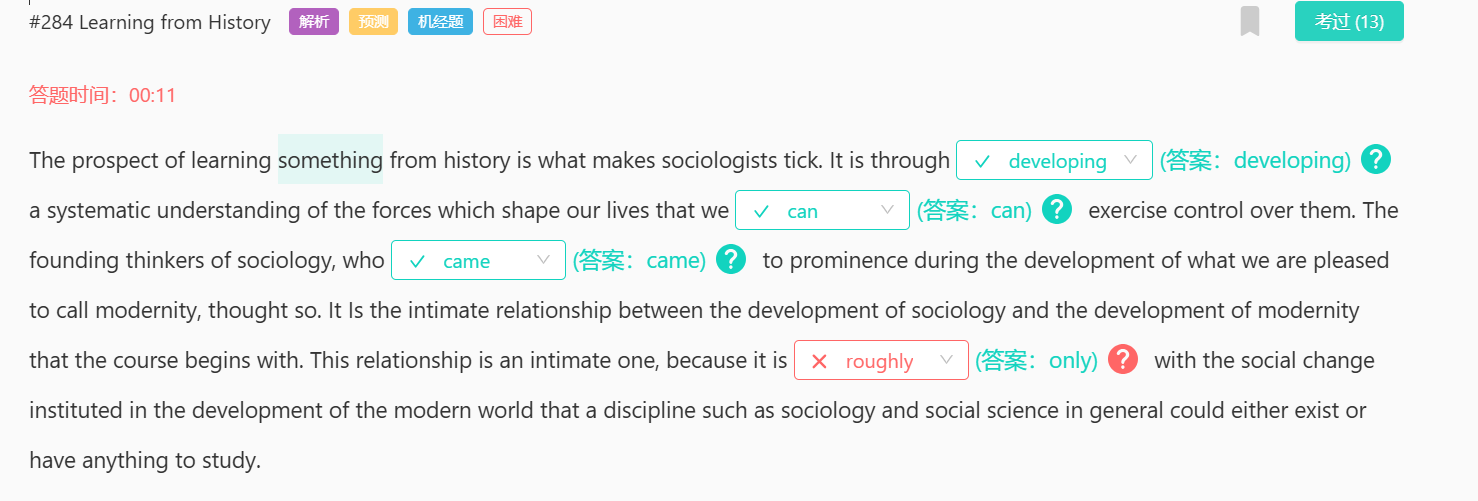 #284 Learning from History 解析 预测 机经题 困难 考过 (13)
答题时间：00:11
The prospect of learning something from history is what makes sociologists tick. It is through developing (答案：developing) ?
a systematic understanding of the forces which shape our lives that we can (答案：can) ? exercise control over them. The
founding thinkers of sociology, who came (答案：came) ? to prominence during the development of what we are pleased
to call modernity, thought so. It Is the intimate relationship between the development of sociology and the development of modernity
that the course begins with. This relationship is an intimate one, because it is roughly (答案：only) ? with the social change
instituted in the development of the modern world that a discipline such as sociology and social science in general could either exist or
have anything to study.